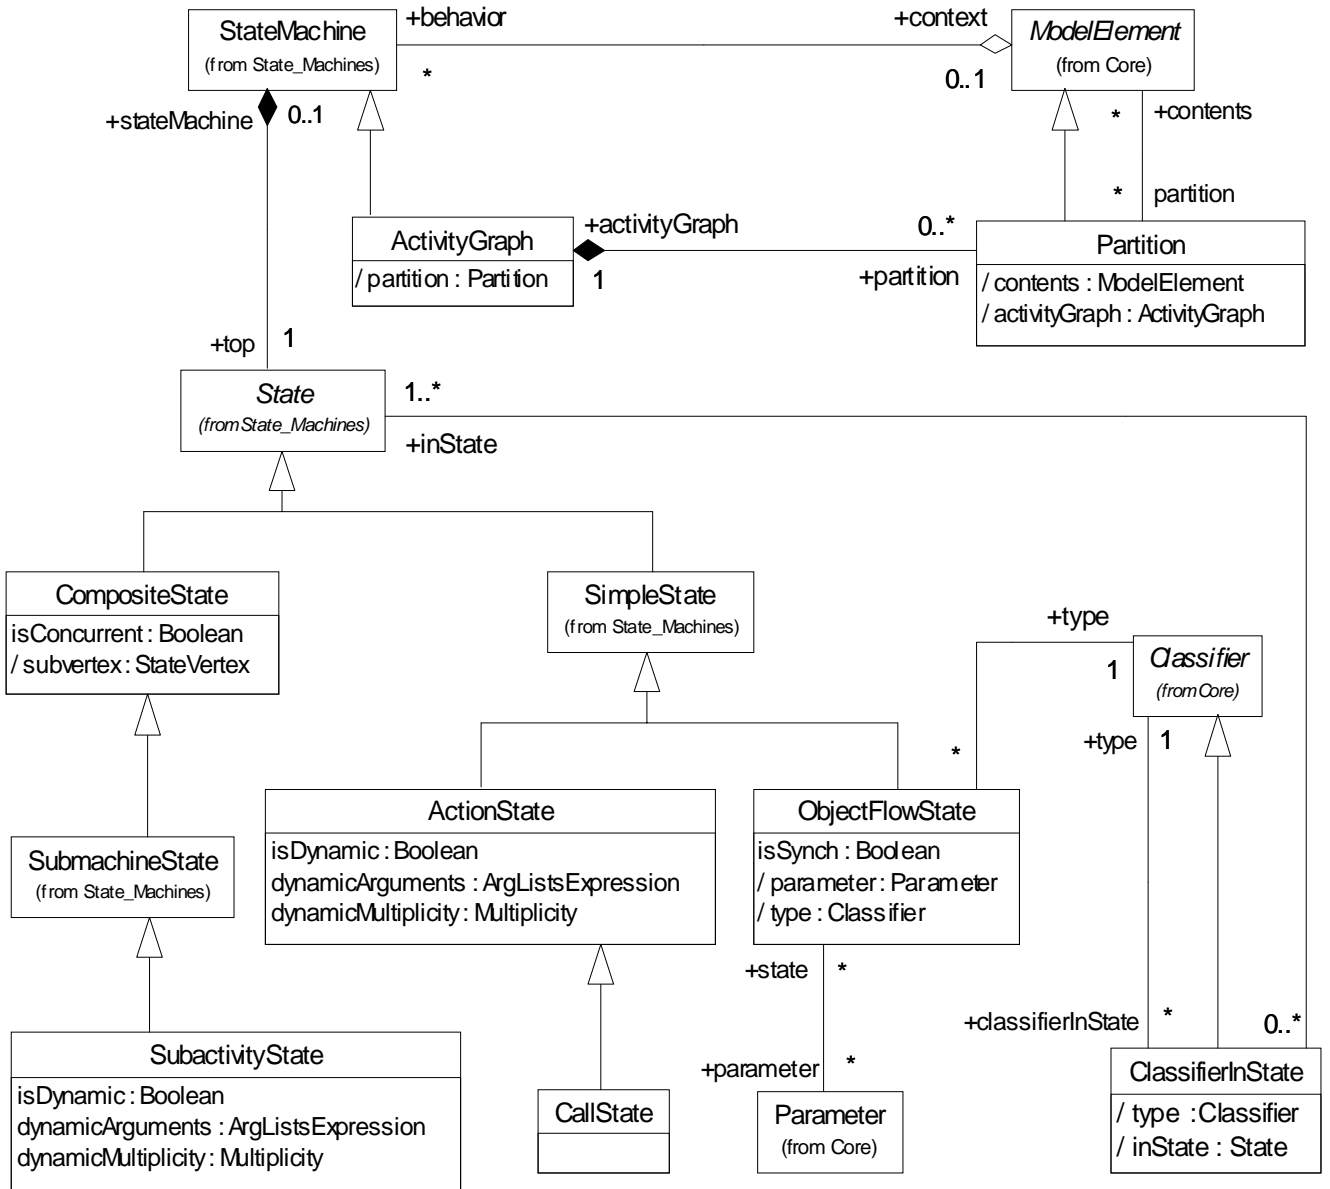 StateMachine
(from State_Machines)
+behavior
*
+context
0..1
ModelElement
(from Core)
+stateMachine
0..1
*
+contents
*
partition
ActivityGraph
/ partition : Partition
+activityGraph
1
0..*
+partition
Partition
/ contents : ModelElement
/ activityGraph : ActivityGraph
+top
1
State
(from State_Machines)
1..*
+inState
CompositeState
isConcurrent : Boolean
/ subvertex : StateVertex
SimpleState
(from State_Machines)
+type
1
Classifier
(from Core)
+type
1
*
SubmachineState
(from State_Machines)
ActionState
isDynamic : Boolean
dynamicArguments : ArgListsExpression
dynamicMultiplicity : Multiplicity
ObjectFlowState
isSynch : Boolean
/ parameter : Parameter
/ type : Classifier
+state
*
+classifierInState
*
0..*
SubactivityState
isDynamic : Boolean
dynamicArguments : ArgListsExpression
dynamicMultiplicity : Multiplicity
CallState
+parameter
*
Parameter
(from Core)
ClassifierInState
/ type : Classifier
/ inState : State